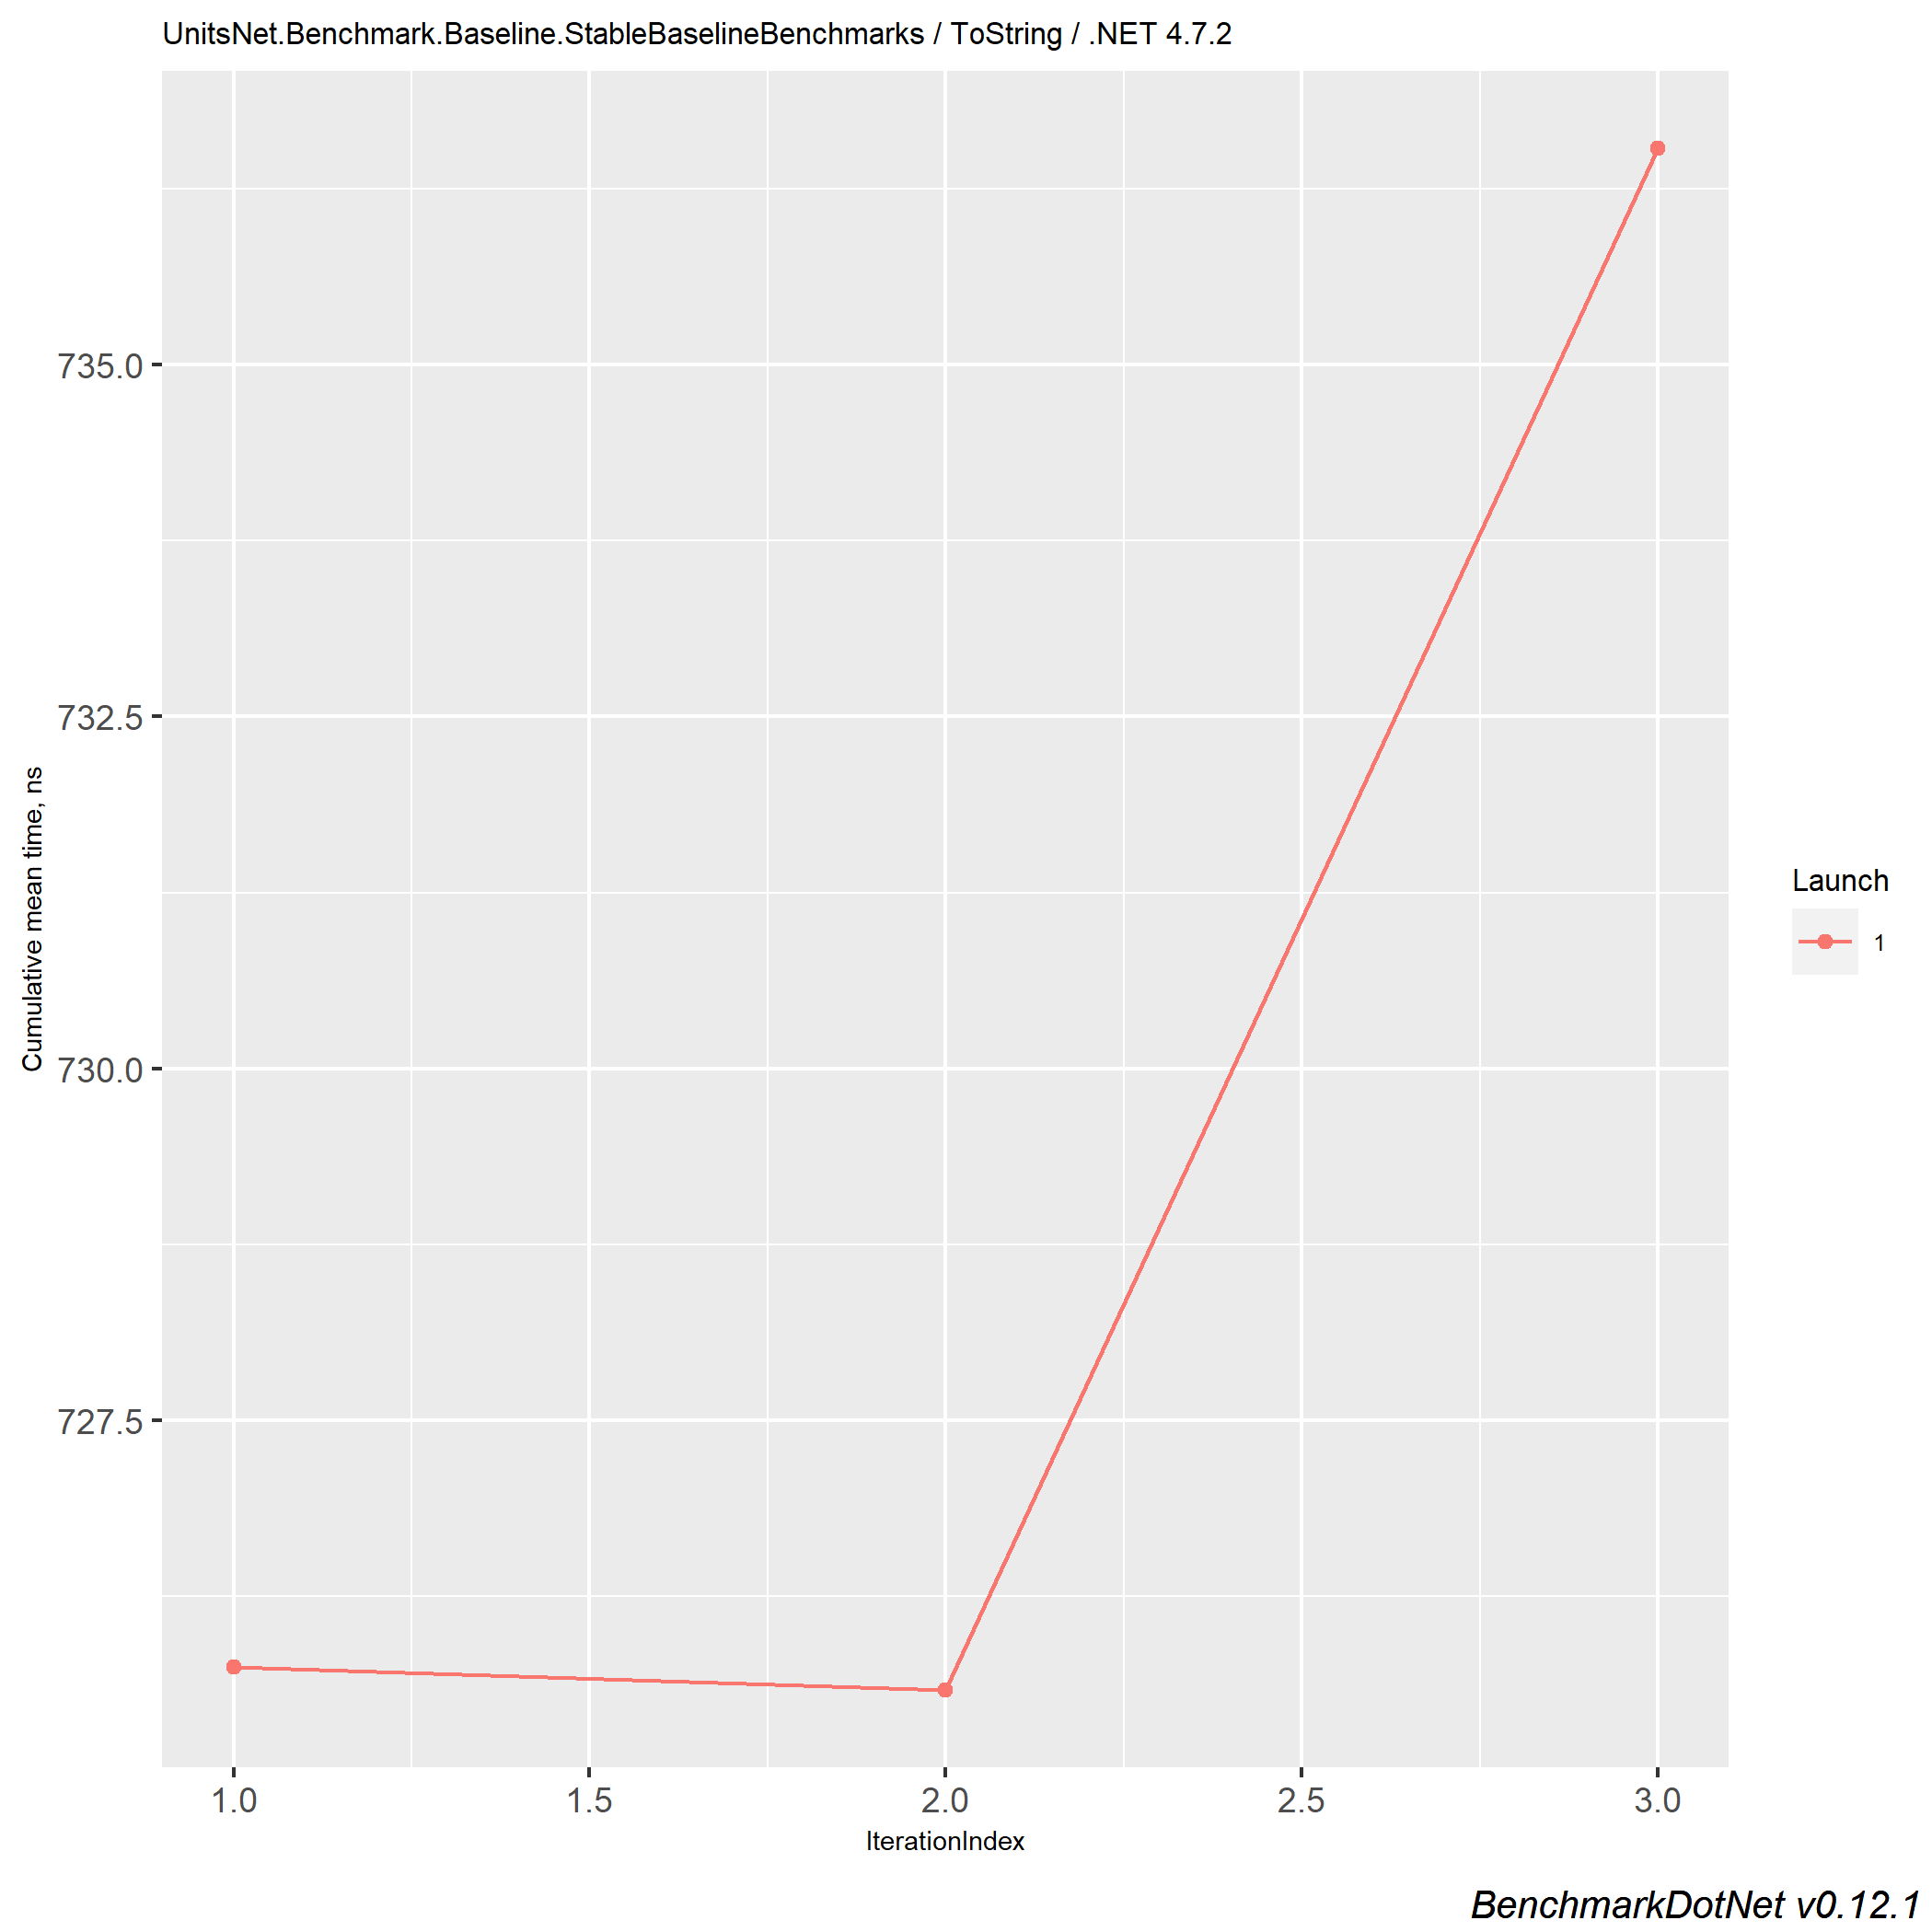 UnitsNet.Benchmark.Baseline.StableBaselineBenchmarks / ToString / .NET 4.7.2
Cumulative mean time, ns
735.0
732.5
730.0
727.5
1.0 1.5 2.0 2.5 3.0
IterationIndex
Launch
1
BenchmarkDotNet v0.12.1